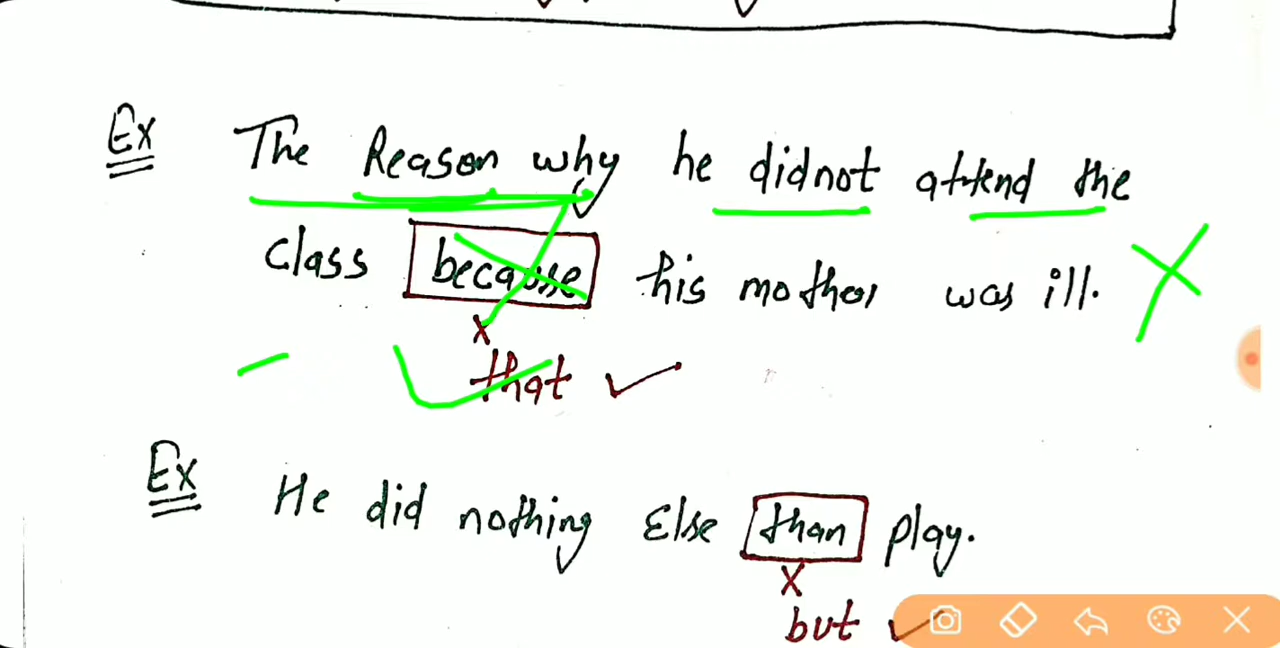 Ex The Reason why he didnot attend the
class because his mother was ill.
x
that ✓
Ex He did nothing Else than play.
x
but ✓